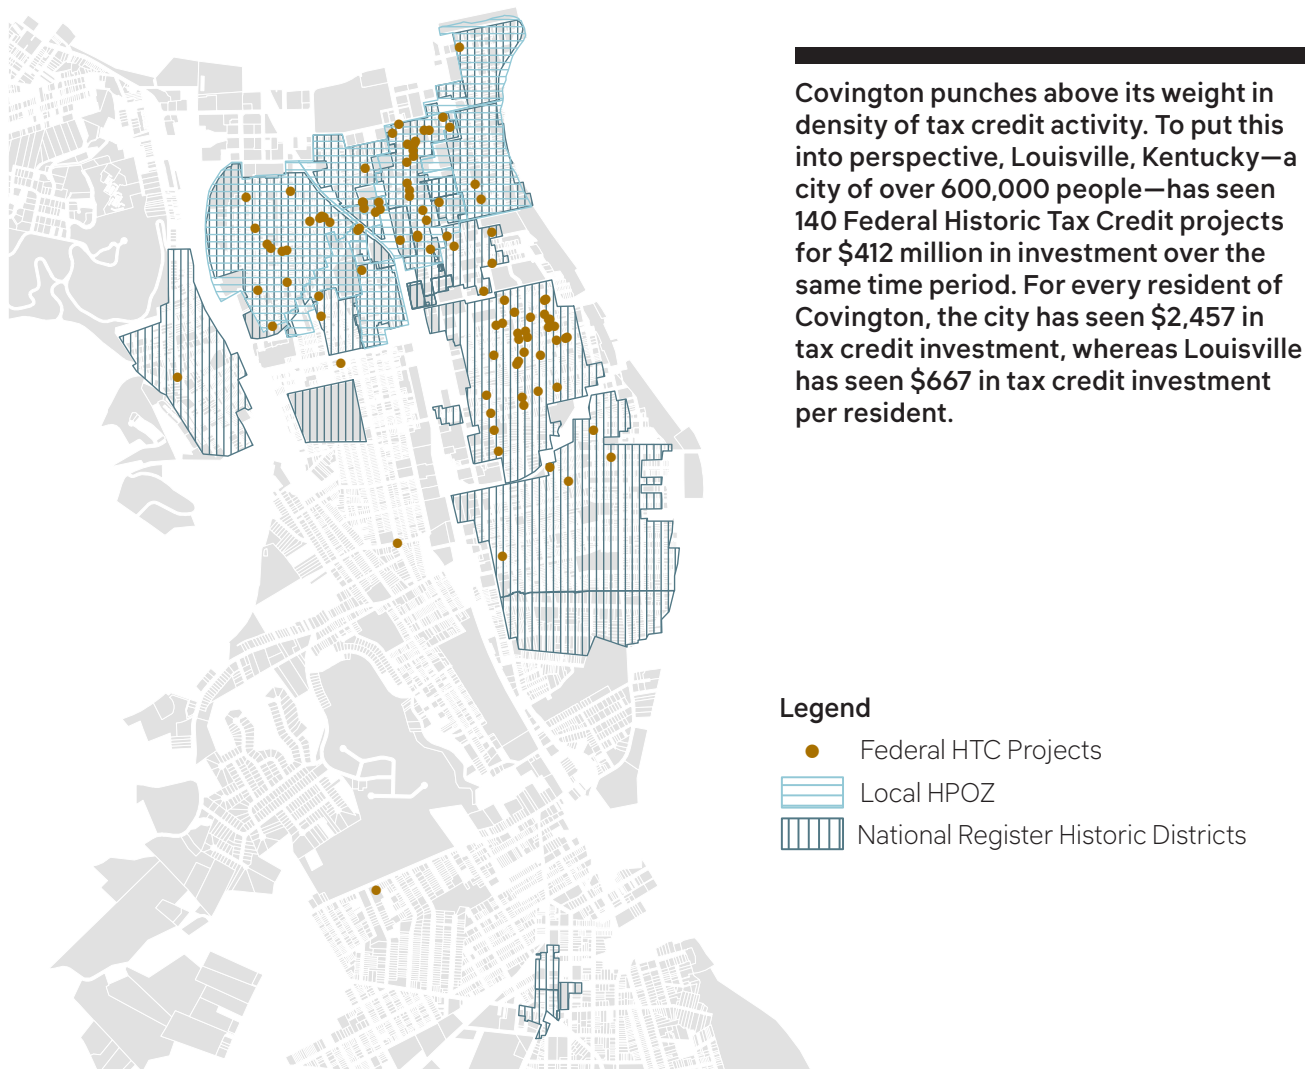 Covington punches above its weight in
density of tax credit activity. To put this
into perspective, Louisville, Kentucky—a
city of over 600,000 people—has seen
140 Federal Historic Tax Credit projects
for $412 million in investment over the
same time period. For every resident of
Covington, the city has seen $2,457 in
tax credit investment, whereas Louisville
has seen $667 in tax credit investment
per resident.
Legend
Federal HTC Projects
Local HPOZ
National Register Historic Districts